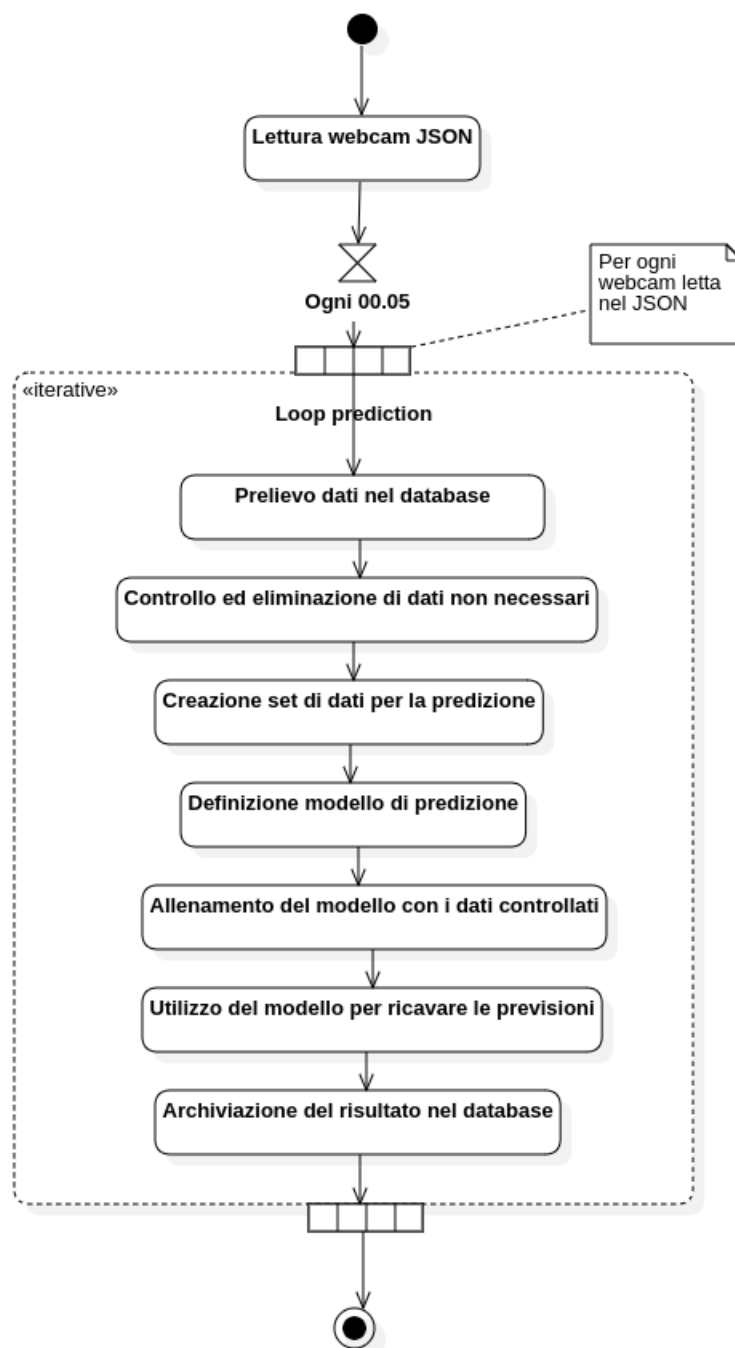 Lettura webcam JSON
Ogni 00.05
Per ogni
webcam letta
nel JSON
«iterative»
Loop prediction
Prelievo dati nel database
Controllo ed eliminazione di dati non necessari
Creazione set di dati per la predizione
Definizione modello di predizione
Allenamento del modello con i dati controllati
Utilizzo del modello per ricavare le previsioni
Archiviazione del risultato nel database